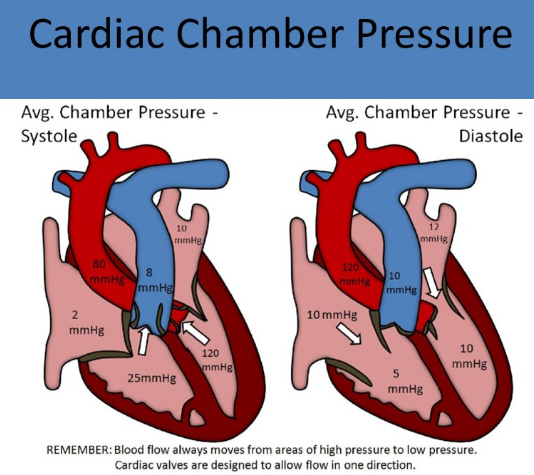 Cardiac Chamber Pressure
Avg. Chamber Pressure -
Systole
Avg. Chamber Pressure -
Diastole
10
mmHg
80
mmHg
8
mmHg
2
mmHg
120
mmHg
25mmHg
12
mmHg
120
mmHg
10
mmHg
10 mmHg
10
mmHg
5
mmHg
REMEMBER: Blood flow always moves from areas of high pressure to low pressure.
Cardiac valves are designed to allow flow in one direction.